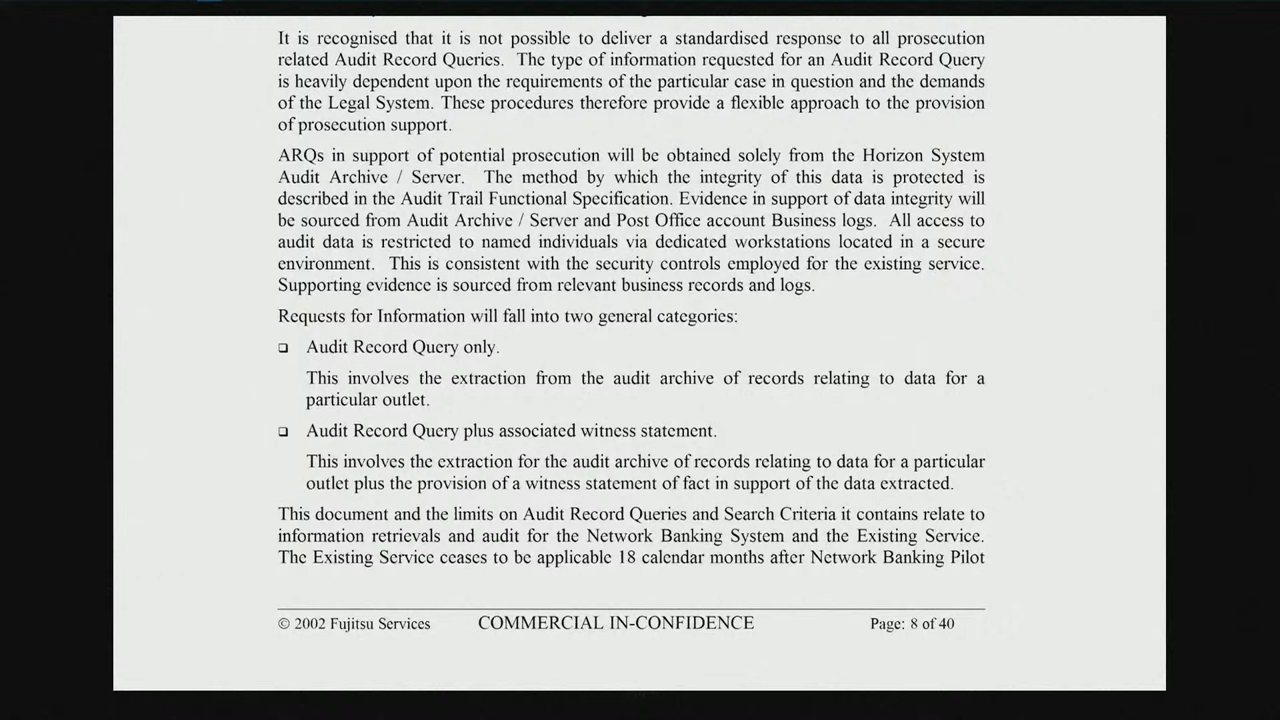 It is recognised that it is not possible to deliver a standardised response to all prosecution
related Audit Record Queries. The type of information requested for an Audit Record Query
is heavily dependent upon the requirements of the particular case in question and the demands
of the Legal System. These procedures therefore provide a flexible approach to the provision
of prosecution support.
ARQs in support of potential prosecution will be obtained solely from the Horizon System
Audit Archive / Server. The method by which the integrity of this data is protected is
described in the Audit Trail Functional Specification. Evidence in support of data integrity will
be sourced from Audit Archive / Server and Post Office account Business logs. All access to
audit data is restricted to named individuals via dedicated workstations located in a secure
environment. This is consistent with the security controls employed for the existing service.
Supporting evidence is sourced from relevant business records and logs.
Requests for Information will fall into two general categories:
❑ Audit Record Query only.
This involves the extraction from the audit archive of records relating to data for a
particular outlet.
❑ Audit Record Query plus associated witness statement.
This involves the extraction for the audit archive of records relating to data for a particular
outlet plus the provision of a witness statement of fact in support of the data extracted.
This document and the limits on Audit Record Queries and Search Criteria it contains relate to
information retrievals and audit for the Network Banking System and the Existing Service.
The Existing Service ceases to be applicable 18 calendar months after Network Banking Pilot
© 2002 Fujitsu Services COMMERCIAL IN-CONFIDENCE Page: 8 of 40